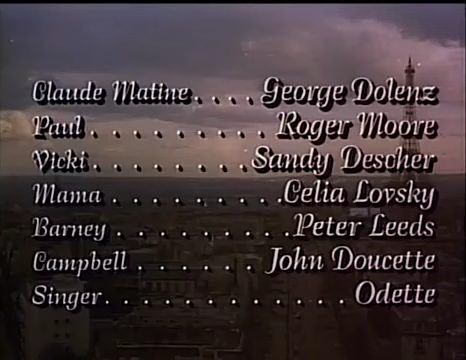 Claude Matine.... George Dolenz
Paul........... Roger Moore
Vicki.......... Sandy Descher
Mama.......... Celia Lovsky
Barney......... Peter Leeds
Campbell...... John Doucette
Singer............. Odette